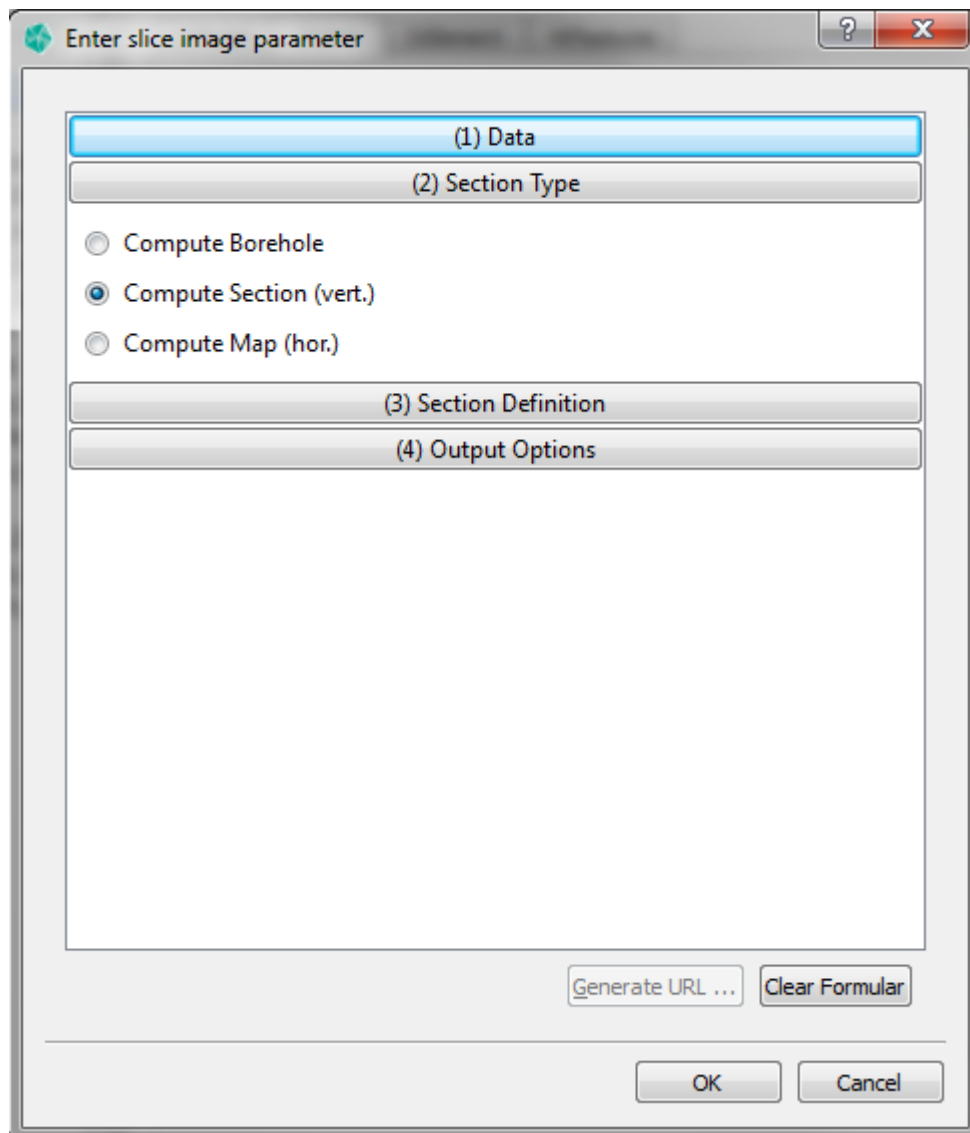 Enter slice image parameter
?
(1) Data
(2) Section Type
Compute Borehole
Compute Section (vert.)
Compute Map (hor.)
(3) Section Definition
(4) Output Options
Generate URL ...
Clear Formular
OK
Cancel